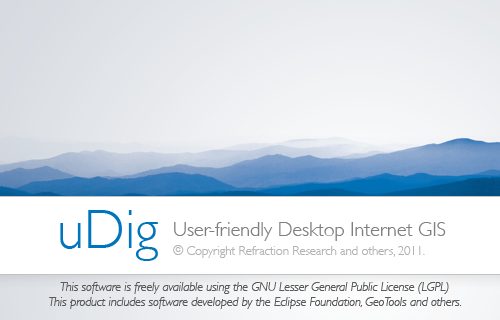 uDig
User-friendly Desktop Internet GIS
© Copyright Refraction Research and others, 2011.
This software is freely available using the GNU Lesser General Public License (LGPL)
This product includes software developed by the Eclipse Foundation, GeoTools and others.